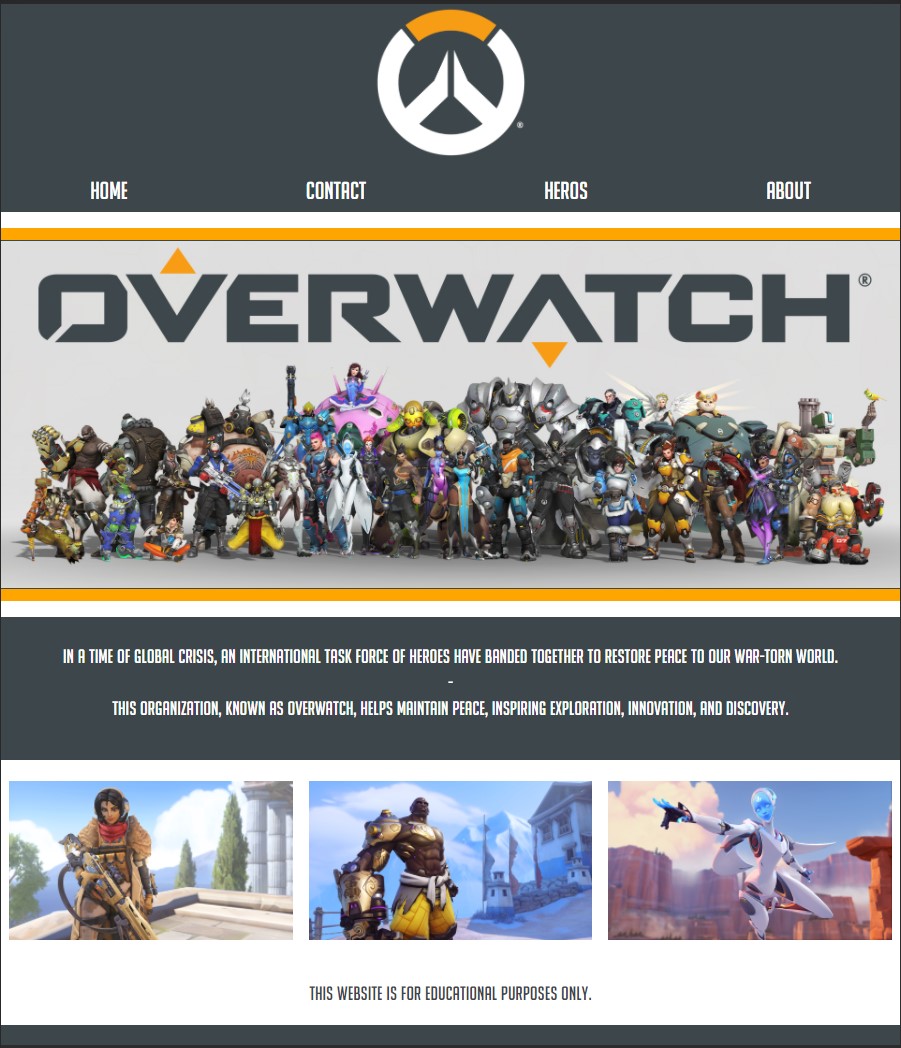 ®
HOME CONTACT HEROS ABOUT
OVERWATCH®
IN A TIME OF GLOBAL CRISIS, AN INTERNATIONAL TASK FORCE OF HEROES HAVE BANDED TOGETHER TO RESTORE PEACE TO OUR WAR-TORN WORLD.
-
THIS ORGANIZATION, KNOWN AS OVERWATCH, HELPS MAINTAIN PEACE, INSPIRING EXPLORATION, INNOVATION, AND DISCOVERY.
THIS WEBSITE IS FOR EDUCATIONAL PURPOSES ONLY.